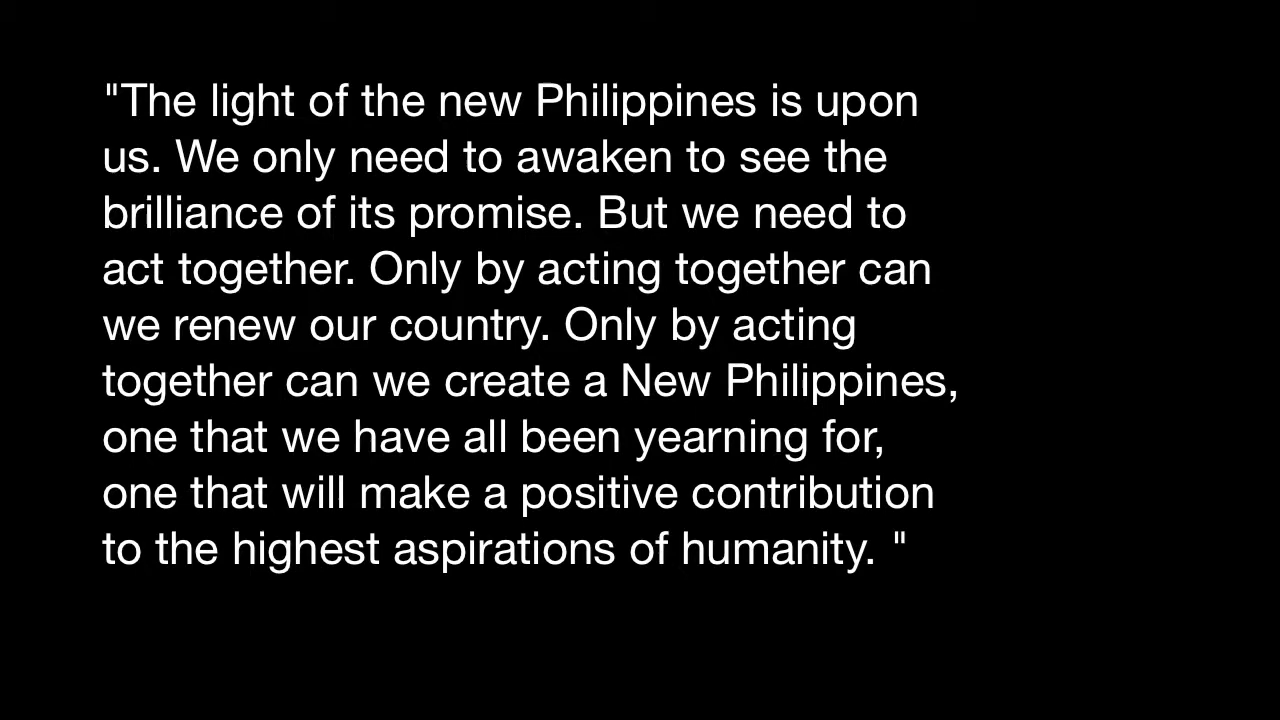 "The light of the new Philippines is upon
us. We only need to awaken to see the
brilliance of its promise. But we need to
act together. Only by acting together can
we renew our country. Only by acting
together can we create a New Philippines,
one that we have all been yearning for,
one that will make a positive contribution
to the highest aspirations of humanity. "